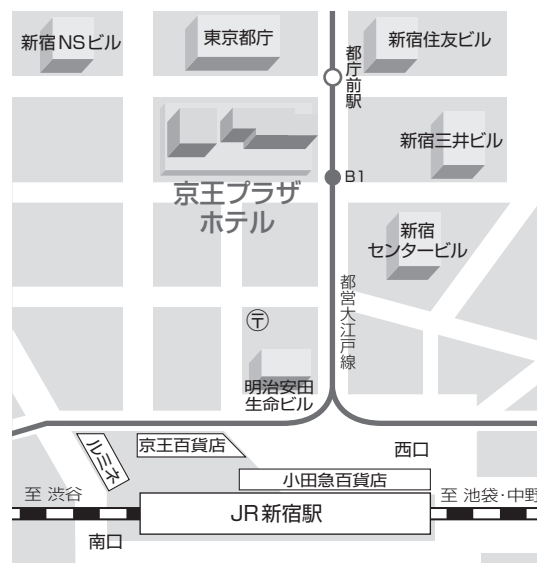 新宿NSビル
東京都庁
新宿住友ビル
都庁前駅
新宿三井ビル
B1
京王プラザ
ホテル
新宿
センタービル
都営大江戸線
〒
明治安田
生命ビル
ルミネ
京王百貨店
西口
小田急百貨店
至 渋谷
JR新宿駅
至 池袋・中野
南口